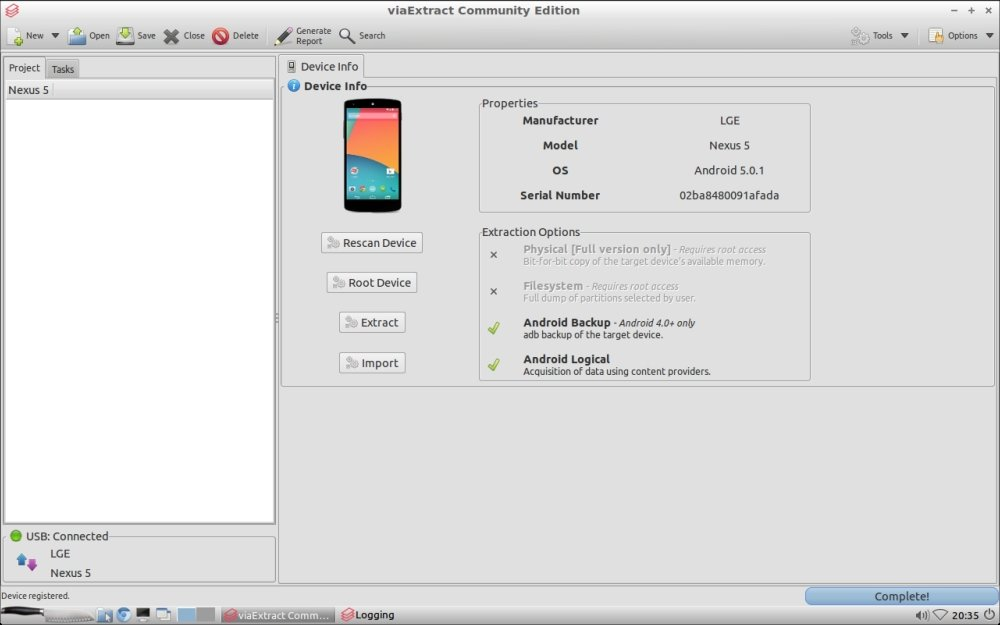 viaExtract Community Edition
New Open Save Close Delete Generate Report Search Tools Options
Project Tasks
Nexus 5
Device Info
Device Info
Properties
Manufacturer LGE
Model Nexus 5
OS Android 5.0.1
Serial Number 02ba8480091afada
Rescan Device
Root Device
Extract
Import
Extraction Options
Physical [Full version only] - Requires root access
Bit-for-bit copy of the target device's available memory.
Filesystem - Requires root access
Full dump of partitions selected by user.
Android Backup - Android 4.0+ only
adb backup of the target device.
Android Logical
Acquisition of data using content providers.
USB: Connected
LGE
Nexus 5
Device registered.
Complete!
viaExtract Comm... Logging 20:35